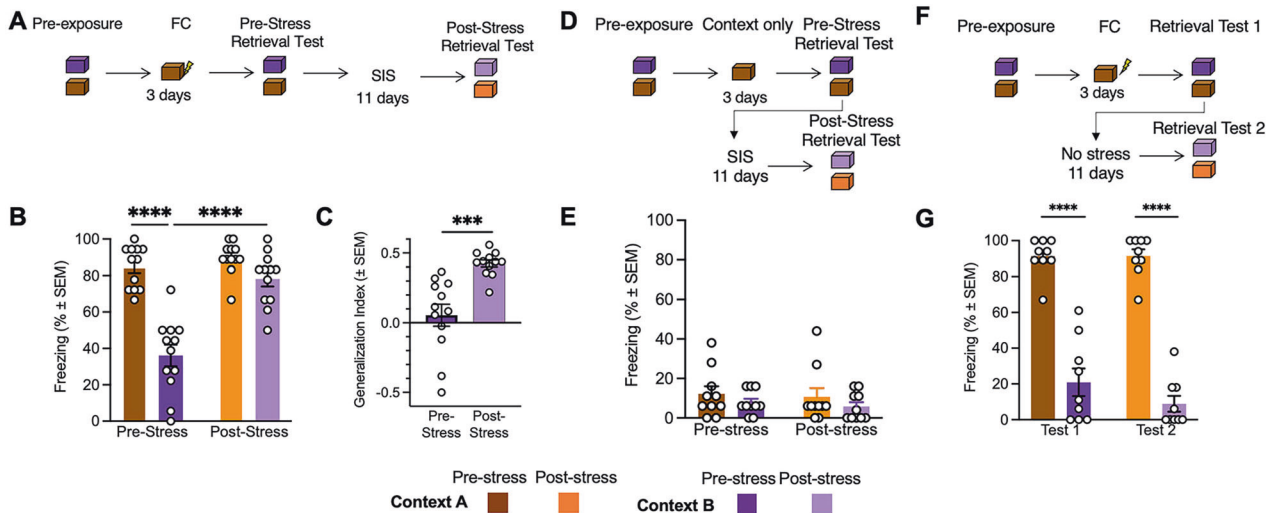 A
Pre-exposure
FC
Pre-Stress
Retrieval Test
Post-Stress
Retrieval Test
3 days
SIS
11 days
D
Pre-exposure
Context only
Pre-Stress
Retrieval Test
3 days
Post-Stress
Retrieval Test
SIS
11 days
F
Pre-exposure
FC
Retrieval Test 1
3 days
Retrieval Test 2
No stress
11 days
B
****
****
Freezing (% ± SEM)
100
80
60
40
20
0
Pre-Stress
Post-Stress
C
***
Generalization Index (± SEM)
0.5
0.0
-0.5
Pre-
Stress
Post-
Stress
E
Freezing (% ± SEM)
100
80
60
40
20
0
Pre-stress
Post-stress
G
****
****
Freezing (% ± SEM)
100
80
60
40
20
0
Test 1
Test 2
Pre-stress Post-stress
Context A
Pre-stress Post-stress
Context B